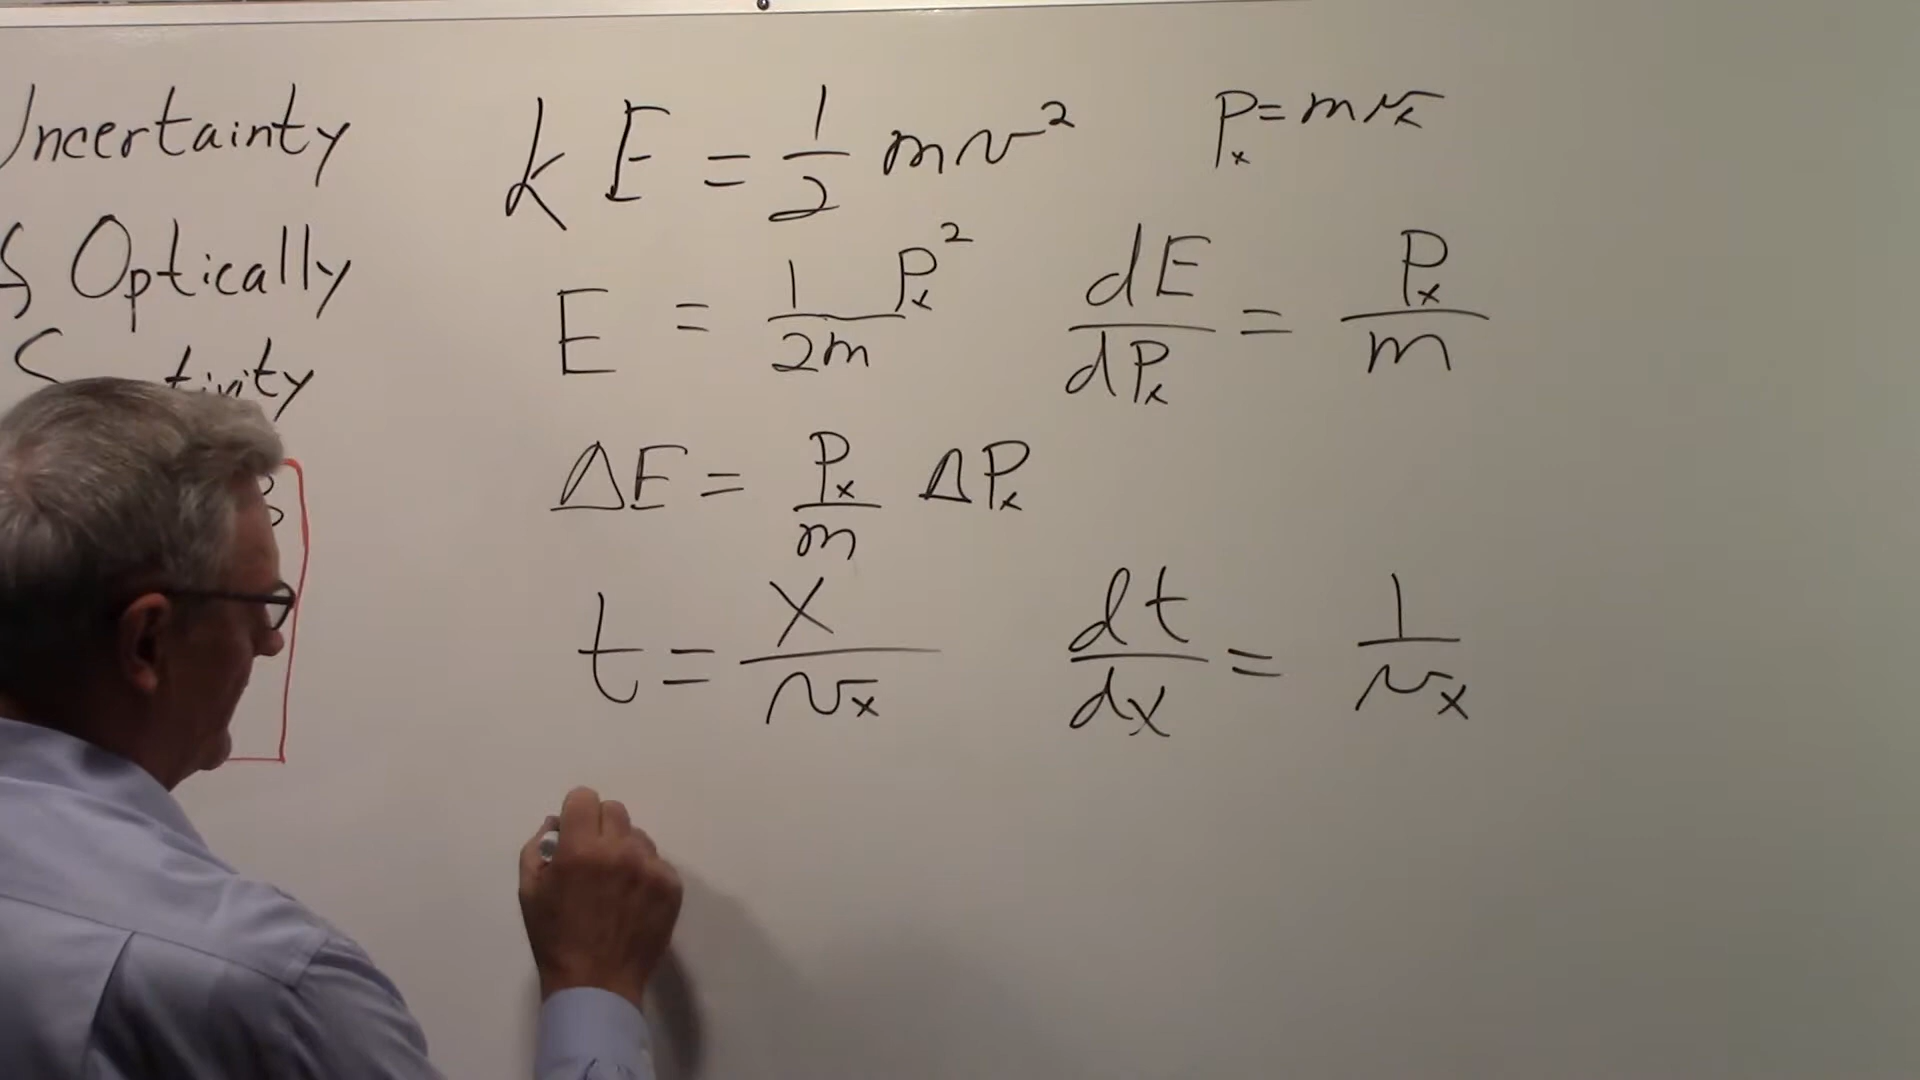 Uncertainty
& Optically
KE = 1/2 mv² Pₓ = mvₓ
E = 1/2m Pₓ² dE/dPₓ = Pₓ/m
ΔE = Pₓ/m ΔPₓ
t = x/vₓ dt/dx = 1/vₓ